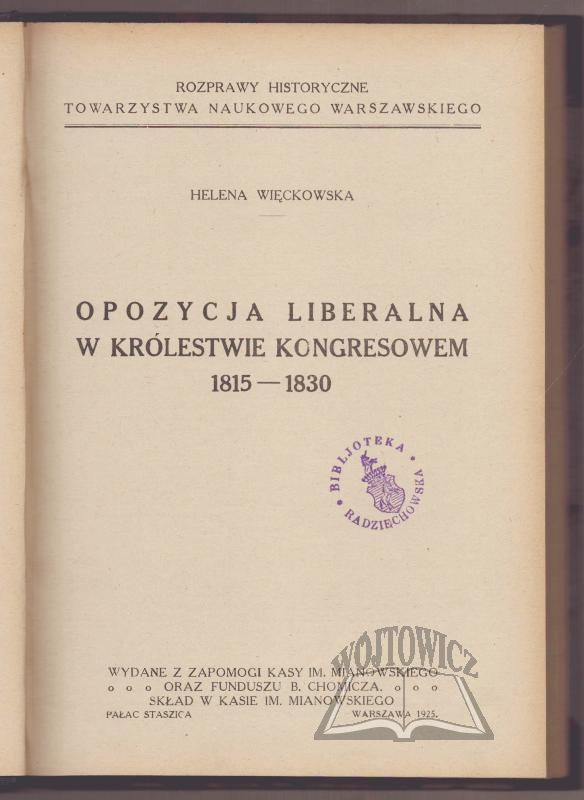 ROZPRAWY HISTORYCZNE
TOWARZYSTWA NAUKOWEGO WARSZAWSKIEGO
HELENA WIĘCKOWSKA
OPOZYCJA LIBERALNA
W KRÓLESTWIE KONGRESOWEM
1815 — 1830
BIBLJOTEKA
RADZIECHOWSKA
WYDANE Z ZAPOMOGI KASY IM. MIANOWSKIEGO
o o o ORAZ FUNDUSZU B. CHOMICZA. o o o
SKŁAD W KASIE IM. MIANOWSKIEGO
PAŁAC STASZICA WARSZAWA 1925.
WÓJTOWICZ